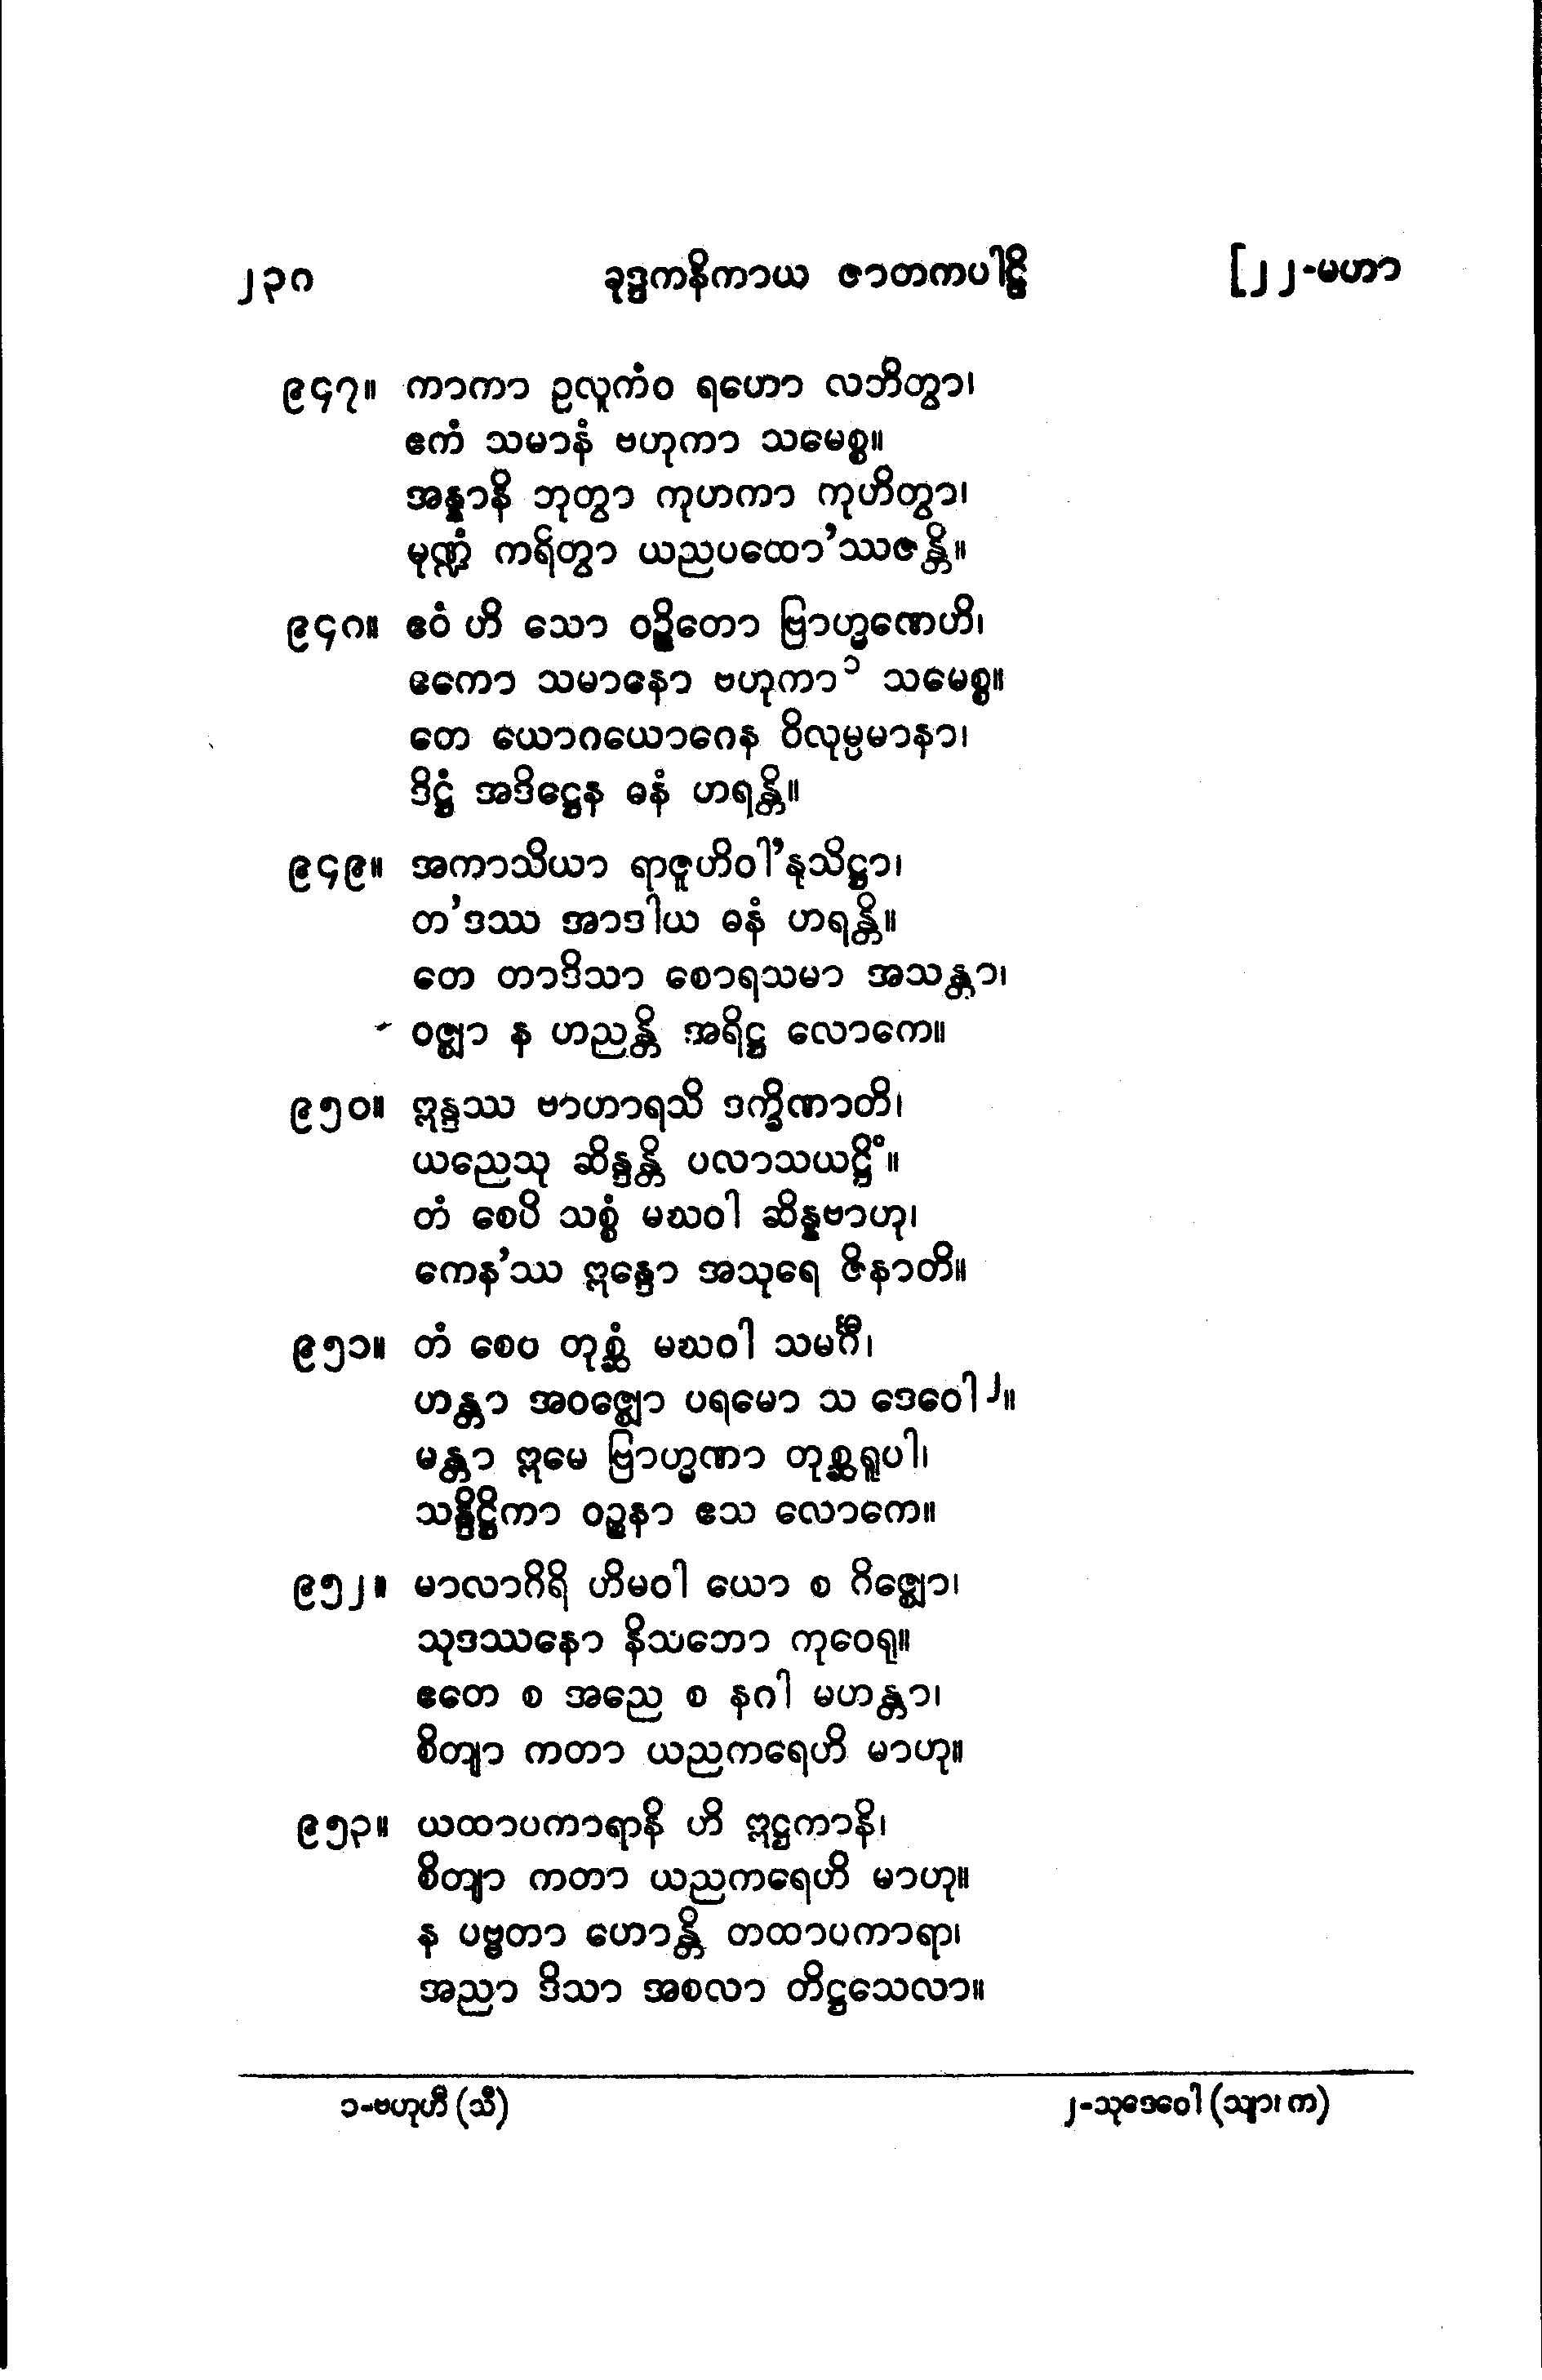 ၂၃၈ ခုဒ္ဒကနိကာယ ဇာတကပါဠိ [၂၂-မဟာ
၉၄၇။ ကာကာ ဥလူကံဝ ရဟော လဘိတွာ၊
ဧကံ သမာနံ ဗဟုကာ သမေစ္စ။
အန္နာနိ ဘုတွာ ကုဟကာ ကုဟိတွာ၊
မုဏ္ဍံ ကရိတွာ ယညပထော'ဿဇန္တိ။
၉၄၈။ ဧဝံ ဟိ သော ဝဉ္စိတော ဗြာဟ္မဏေဟိ၊
ဧကော သမာနော ဗဟုကာ၁ သမေစ္စ။
တေ ယောဂယောဂေန ဝိလုမ္ပမာနာ၊
ဒိဋ္ဌံ အဒိဋ္ဌေန ဓနံ ဟရန္တိ။
၉၄၉။ အကာသိယာ ရာဇူဟိဝါ'နုသိဋ္ဌာ၊
တ'ဒဿ အာဒါယ ဓနံ ဟရန္တိ။
တေ တာဒိသာ စောရသမာ အသန္တာ၊
ဝဇ္ဈာ န ဟညန္တိ အရိဋ္ဌ လောကေ။
၉၅၀။ ဣန္ဒဿ ဗာဟာရသိ ဒက္ခိဏာတိ၊
ယညေသု ဆိန္ဒန္တိ ပလာသယဋ္ဌိံ။
တံ စေပိ သစ္စံ မဃဝါ ဆိန္နဗာဟု၊
ကေန'ဿ ဣန္ဒော အသုရေ ဇိနာတိ။
၉၅၁။ တံ စေဝ တုစ္ဆံ မဃဝါ သမင်္ဂီ၊
ဟန္တာ အဝဇ္ဈော ပရမော သ ဒေဝေါ၂။
မန္တာ ဣမေ ဗြာဟ္မဏာ တုစ္ဆရူပါ၊
သန္ဒိဋ္ဌိကာ ဝဉ္စနာ ဧသ လောကေ။
၉၅၂။ မာလာဂိရိ ဟိမဝါ ယော စ ဂိဇ္ဈော၊
သုဒဿနော နိသဘော ကုဝေရု။
ဧတေ စ အညေ စ နဂါ မဟန္တာ၊
စိတျာ ကတာ ယညကရေဟိ မာဟု။
၉၅၃။ ယထာပကာရာနိ ဟိ ဣဋ္ဌကာနိ၊
စိတျာ ကတာ ယညကရေဟိ မာဟု။
န ပဗ္ဗတာ ဟောန္တိ တထာပကာရာ၊
အညာ ဒိသာ အစလာ တိဋ္ဌသေလာ။
၁-ဗဟုဟီ (သီ) ၂-သုဒေဝေါ (သျာ၊ က)